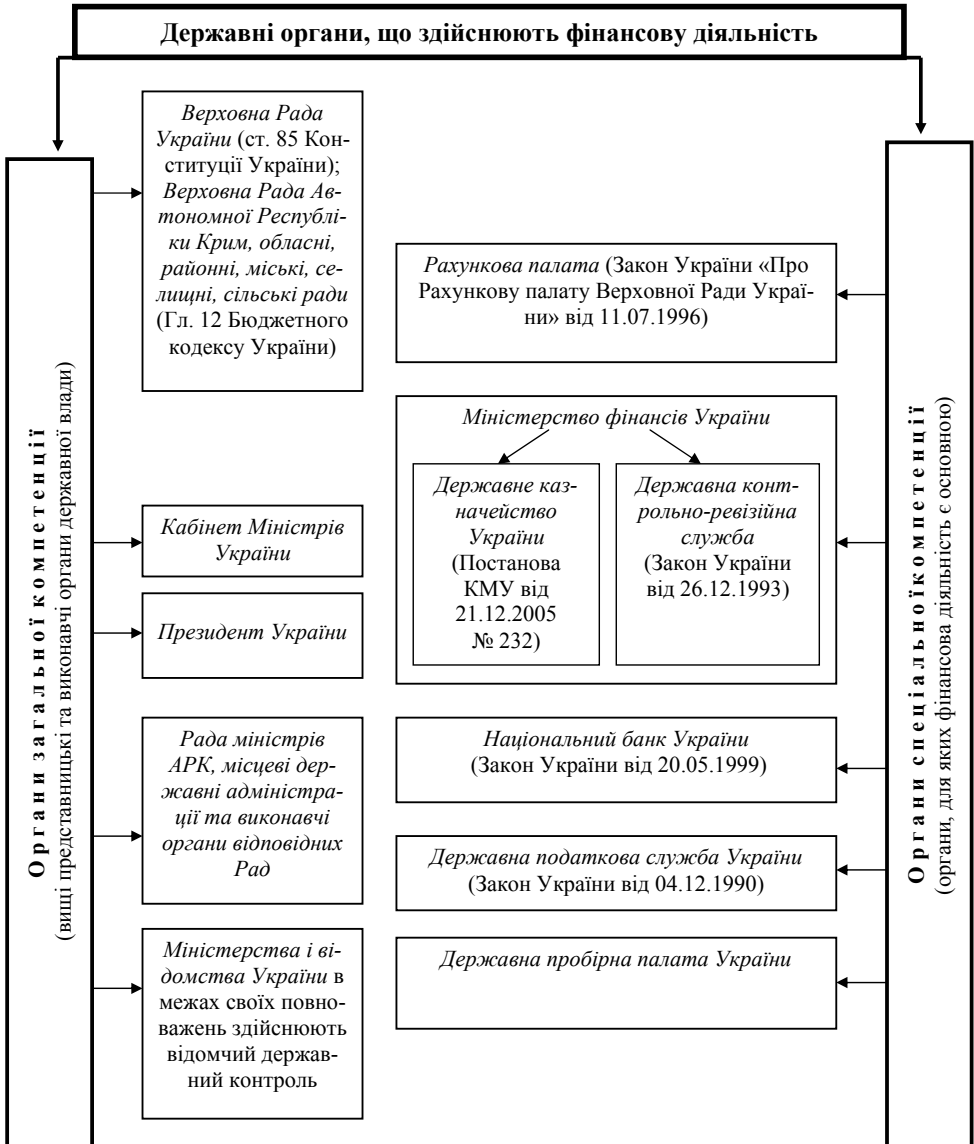 Державні органи, що здійснюють фінансову діяльність
Органи загальної компетенції
(вищі представницькі та виконавчі органи державної влади)
Верховна Рада
України (ст. 85 Кон-
ституції України);
Верховна Рада Ав-
тономної Республі-
ки Крим, обласні,
районні, міські, се-
лищні, сільські ради
(Гл. 12 Бюджетного
кодексу України)
Кабінет Міністрів
України
Президент України
Рада міністрів
АРК, місцеві дер-
жавні адміністра-
ції та виконавчі
органи відповідних
Рад
Міністерства і ві-
домства України в
межах своїх повно-
важень здійснюють
відомчий держав-
ний контроль
Рахункова палата (Закон України «Про
Рахункову палату Верховної Ради Украї-
ни» від 11.07.1996)
Міністерство фінансів України
Державне каз-
начейство
України
(Постанова
КМУ від
21.12.2005
№ 232)
Державна конт-
рольно-ревізійна
служба
(Закон України
від 26.12.1993)
Національний банк України
(Закон України від 20.05.1999)
Державна податкова служба України
(Закон України від 04.12.1990)
Державна пробірна палата України
Органи спеціальноїкомпетенції
(органи, для яких фінансова діяльність є основною)